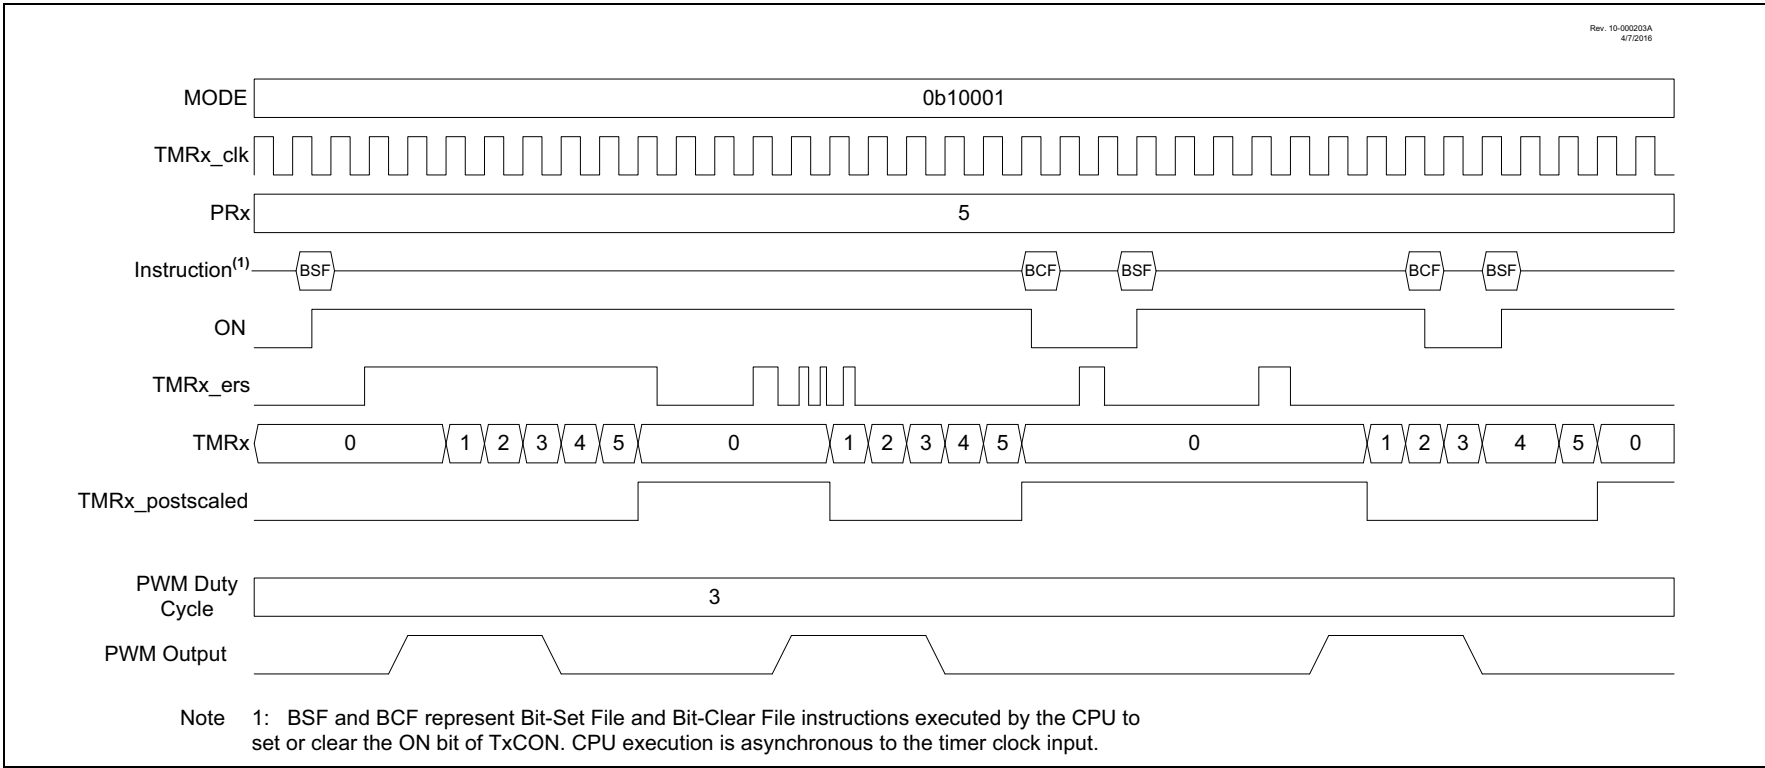 Rev. 10-000203A
4/7/2016
MODE 0b10001
TMRx_clk
PRx 5
Instruction(1) BSF BCF BSF BCF BSF
ON
TMRx_ers
TMRx 0 1 2 3 4 5 0 1 2 3 4 5 0 1 2 3 4 5 0
TMRx_postscaled
PWM Duty
Cycle 3
PWM Output
Note 1: BSF and BCF represent Bit-Set File and Bit-Clear File instructions executed by the CPU to
set or clear the ON bit of TxCON. CPU execution is asynchronous to the timer clock input.